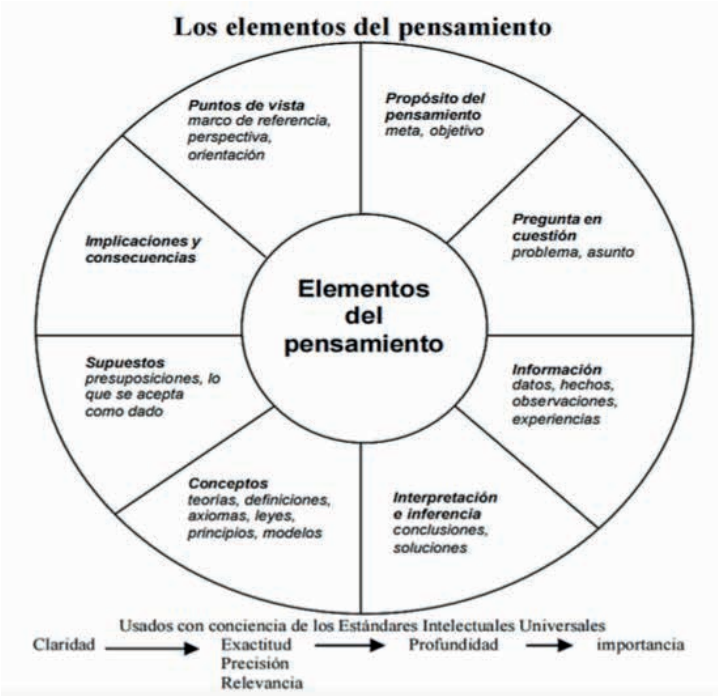 Los elementos del pensamiento
Propósito del
pensamiento
meta, objetivo
Pregunta en
cuestión
problema, asunto
Información
datos, hechos,
observaciones,
experiencias
Interpretación
e inferencia
conclusiones,
soluciones
Conceptos
teorías, definiciones,
axiomas, leyes,
principios, modelos
Supuestos
presuposiciones, lo
que se acepta
como dado
Implicaciones y
consecuencias
Puntos de vista
marco de referencia,
perspectiva,
orientación
Elementos
del
pensamiento
Usados con conciencia de los Estándares Intelectuales Universales
Claridad Exactitud Profundidad importancia
Precisión
Relevancia